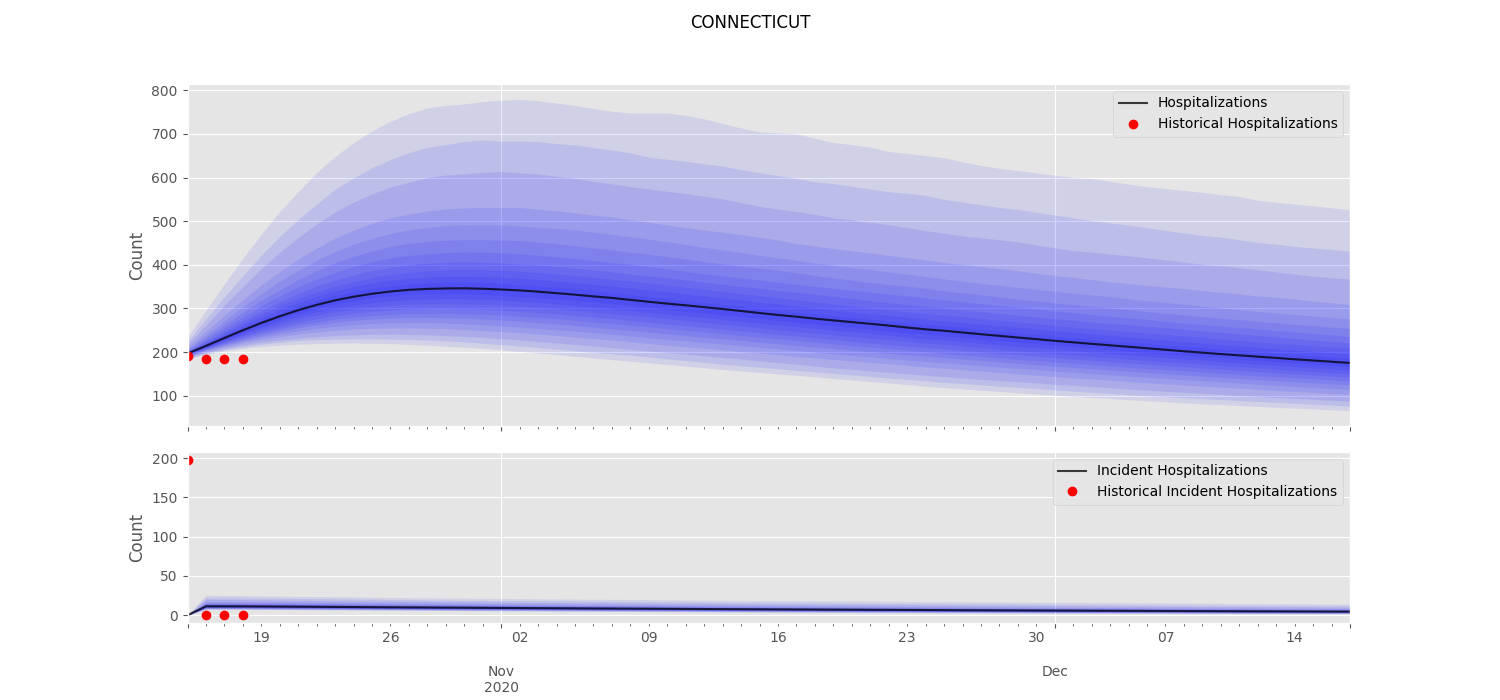 CONNECTICUT
800
700
600
500
400
300
200
100
Count
Hospitalizations
Historical Hospitalizations
200
150
100
50
0
Count
Incident Hospitalizations
Historical Incident Hospitalizations
19 26 02 09 16 23 30 07 14
Nov Dec
2020